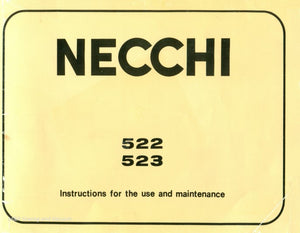 NECCHI
522
523
Instructions for the use and maintenance